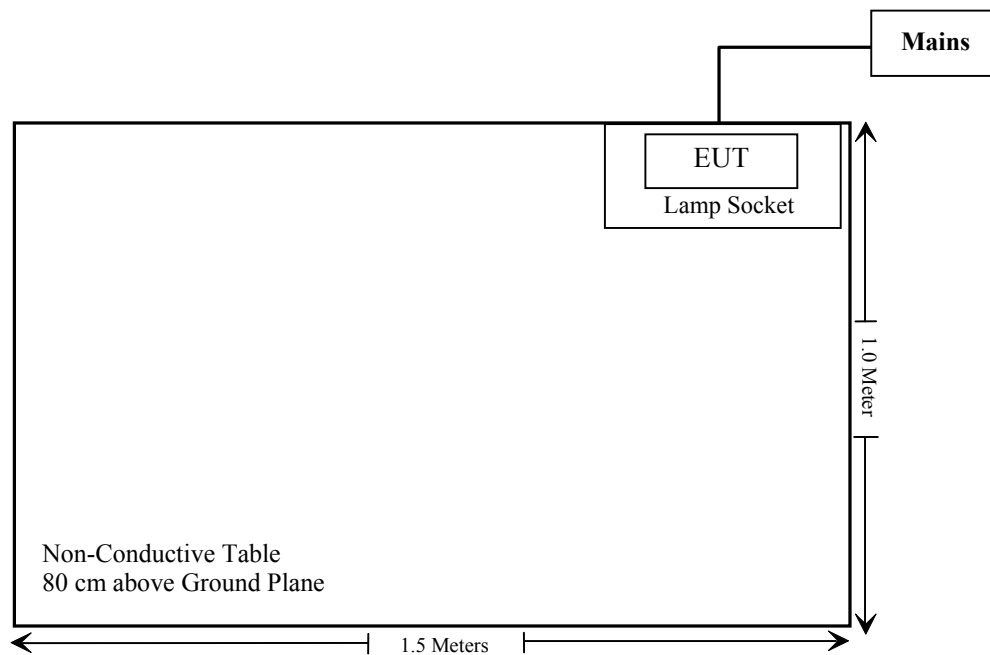 Mains
EUT
Lamp Socket
1.0 Meter
Non-Conductive Table
80 cm above Ground Plane
1.5 Meters